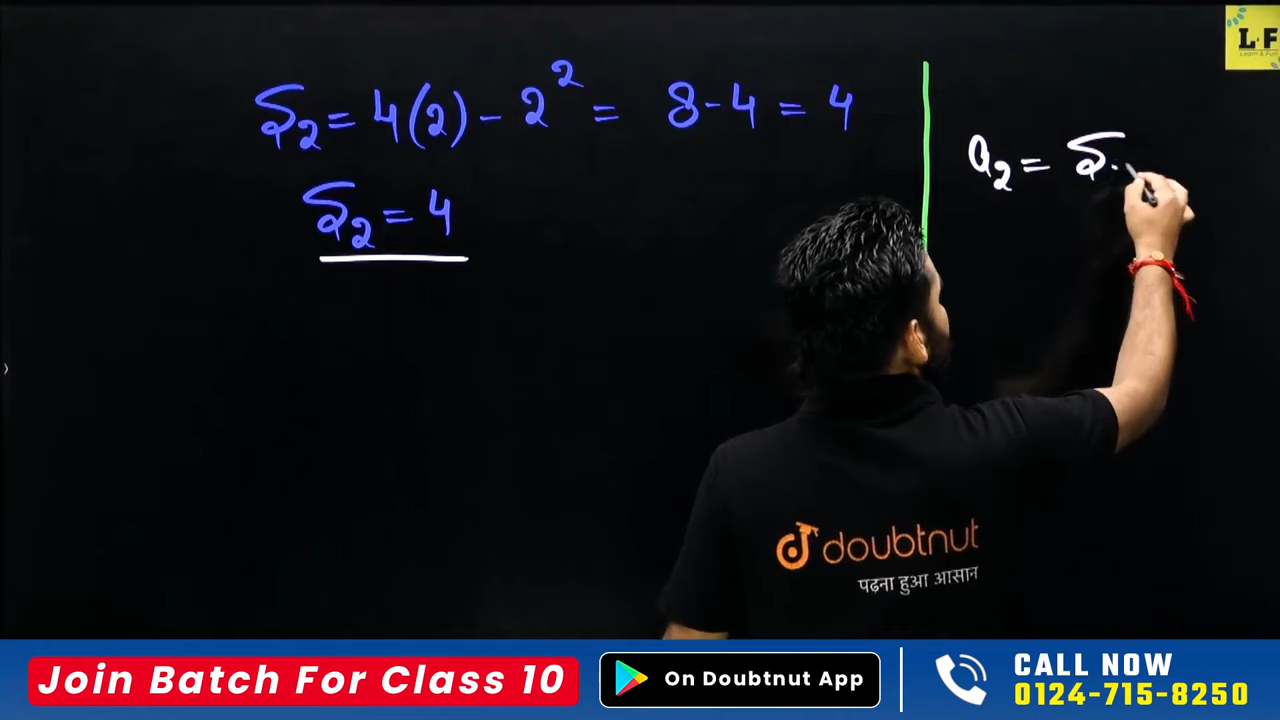 S₂ = 4(2) - 2² = 8 - 4 = 4
S₂ = 4
a₂ = S
L F
doubtnut
पढ़ना हुआ आसान
Join Batch For Class 10
On Doubtnut App
CALL NOW
0124-715-8250